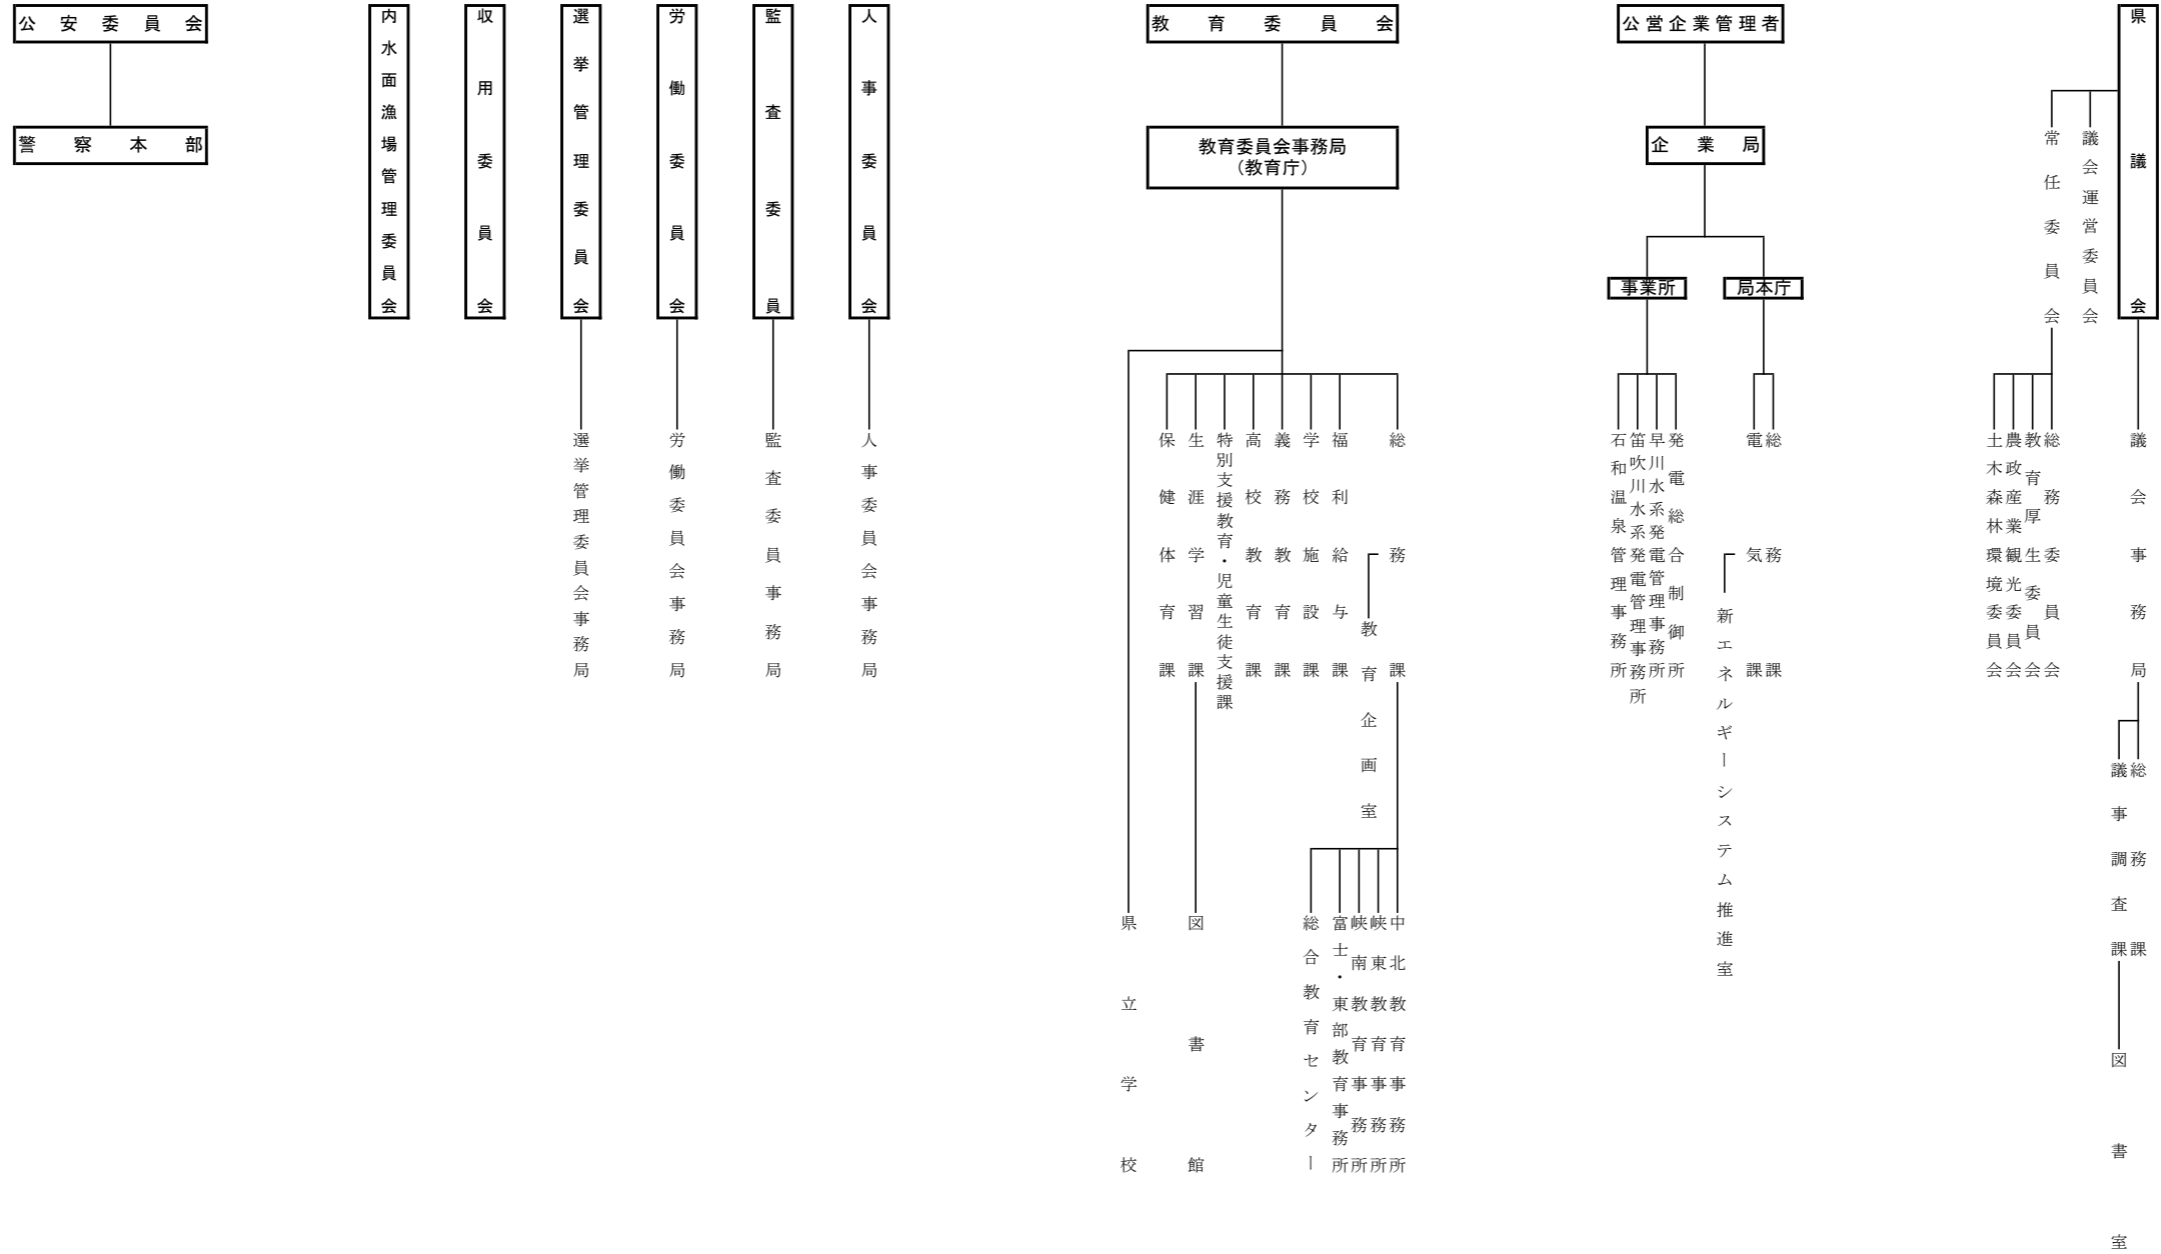 県議会
議会運営委員会
常任委員会
総務委員会
教育厚生委員会
農政産業観光委員会
土木森林環境委員会
議会事務局
総務課
議事調査課
図書室
公営企業管理者
企業局
局本庁
事業所
総務課
電気課
新エネルギーシステム推進室
発電総合制御所
早川水系発電管理事務所
笛吹川水系発電管理事務所
石和温泉管理事務所
教育委員会
教育委員会事務局
（教育庁）
総務課
教育企画室
福利給与課
学校施設課
義務教育課
高校教育課
特別支援教育・児童生徒支援課
生涯学習課
保健体育課
中北教育事務所
峡東教育事務所
峡南教育事務所
富士・東部教育事務所
総合教育センター
図書館
県立学校
人事委員会
人事委員会事務局
監査委員
監査委員事務局
労働委員会
労働委員会事務局
選挙管理委員会
選挙管理委員会事務局
収用委員会
内水面漁場管理委員会
公安委員会
警察本部